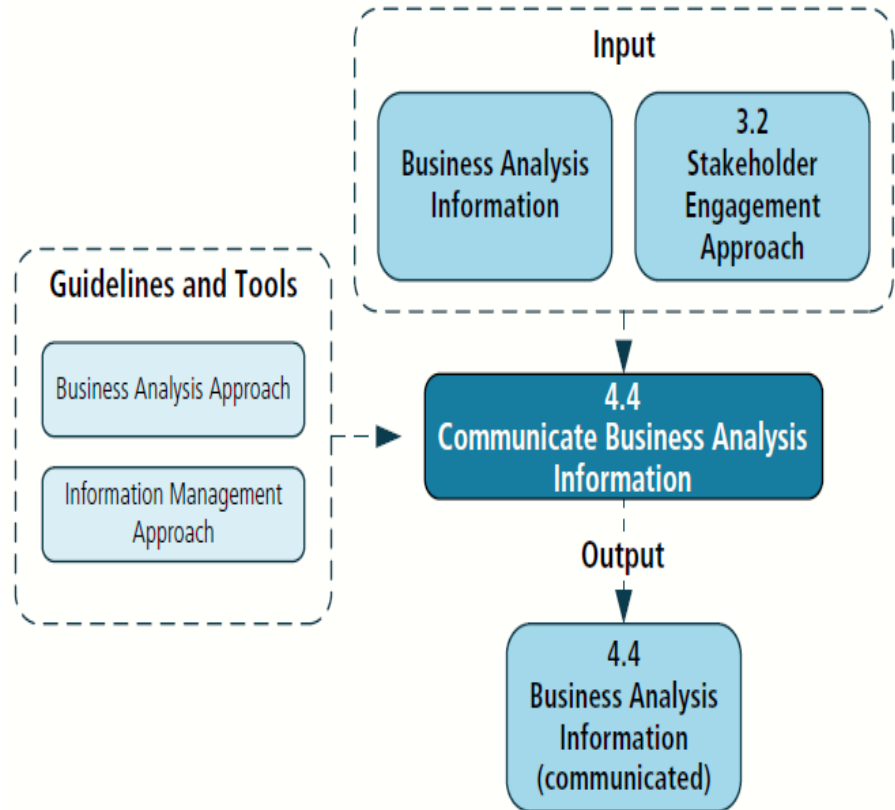 Input
Business Analysis
Information
3.2
Stakeholder
Engagement
Approach
Guidelines and Tools
Business Analysis Approach
Information Management
Approach
4.4
Communicate Business Analysis
Information
Output
4.4
Business Analysis
Information
(communicated)